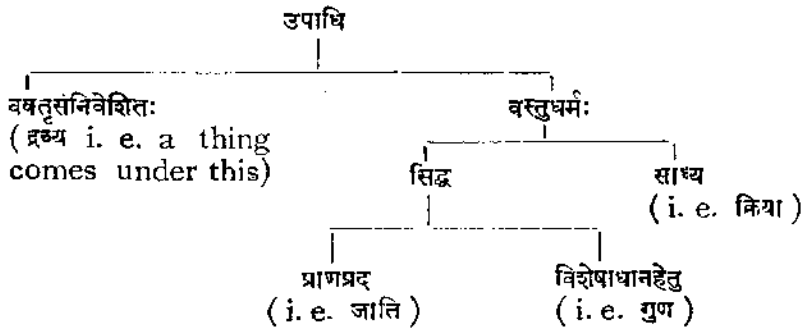 उपाधि
वक्तृसंनिवेशितः वस्तुधर्मः
( द्रव्य i. e. a thing
comes under this)
सिद्ध साध्य
( i. e. क्रिया )
प्राणप्रद विशेषाधानहेतु
( i. e. जाति ) ( i. e. गुण )